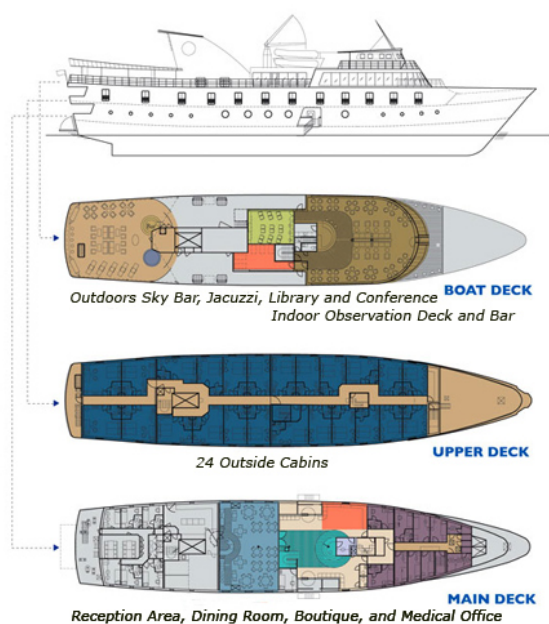 BOAT DECK
Outdoors Sky Bar, Jacuzzi, Library and Conference
Indoor Observation Deck and Bar
UPPER DECK
24 Outside Cabins
MAIN DECK
Reception Area, Dining Room, Boutique, and Medical Office